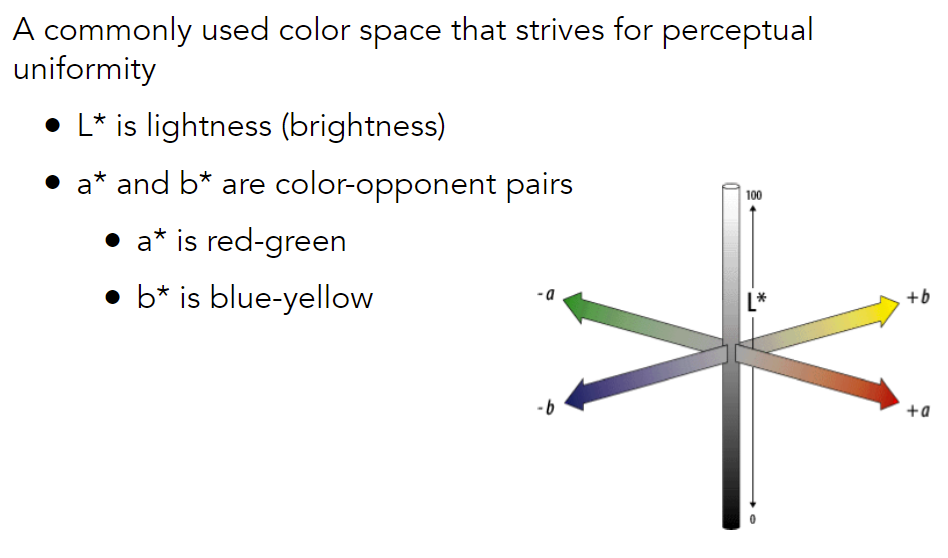 A commonly used color space that strives for perceptual
uniformity
• L* is lightness (brightness)
• a* and b* are color-opponent pairs
• a* is red-green
• b* is blue-yellow
100
-a
L*
+b
-b
+a
0